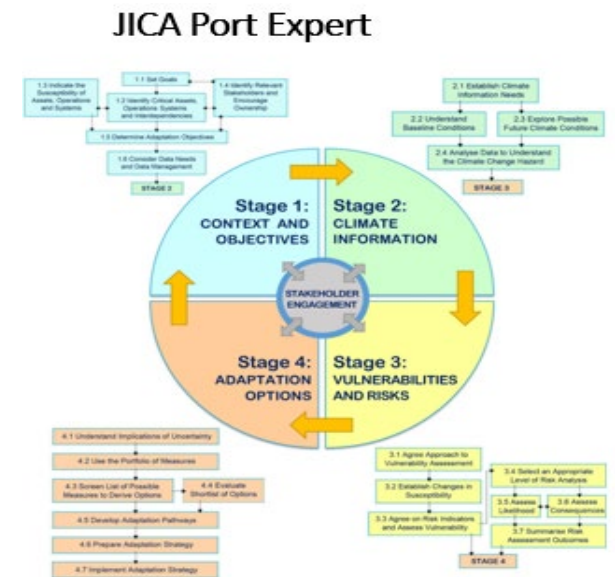 JICA Port Expert
1.1 Set Goals
1.3 Indicate the
Susceptibility of
Assets, Operations
and Systems
1.2 Identify Critical Assets,
Operations Systems
and Interdependencies
1.4 Identify Relevant
Stakeholders and
Encourage
Ownership
1.5 Determine Adaptation Objectives
1.6 Consider Data Needs
and Data Management
STAGE 2
2.1 Establish Climate
Information Needs
2.2 Understand
Baseline Conditions
2.3 Explore Possible
Future Climate Conditions
2.4 Analyse Data to Understand
the Climate Change Hazard
STAGE 3
Stage 1:
CONTEXT AND
OBJECTIVES
Stage 2:
CLIMATE
INFORMATION
STAKEHOLDER
ENGAGEMENT
Stage 4:
ADAPTATION
OPTIONS
Stage 3:
VULNERABILITIES
AND RISKS
4.1 Understand Implications of Uncertainty
4.2 Use the Portfolio of Measures
4.3 Screen List of Possible
Measures to Derive Options
4.4 Evaluate
Shortlist of Options
4.5 Develop Adaptation Pathways
4.6 Prepare Adaptation Strategy
4.7 Implement Adaptation Strategy
3.1 Agree Approach to
Vulnerability Assessment
3.2 Establish Changes in
Susceptibility
3.3 Agree on Risk Indicators
and Assess Vulnerability
3.4 Select an Appropriate
Level of Risk Analysis
3.5 Assess
Likelihood
3.6 Assess
Consequences
3.7 Summarise Risk
Assessment Outcomes
STAGE 4